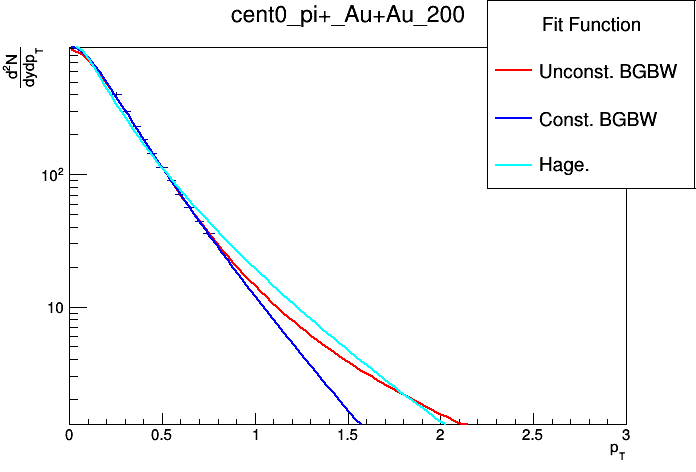 cent0_pi+_Au+Au_200
Fit Function
Unconst. BGBW
Const. BGBW
Hage.
d²N
dydp_T
10²
10
0 0.5 1 1.5 2 2.5 3
p_T